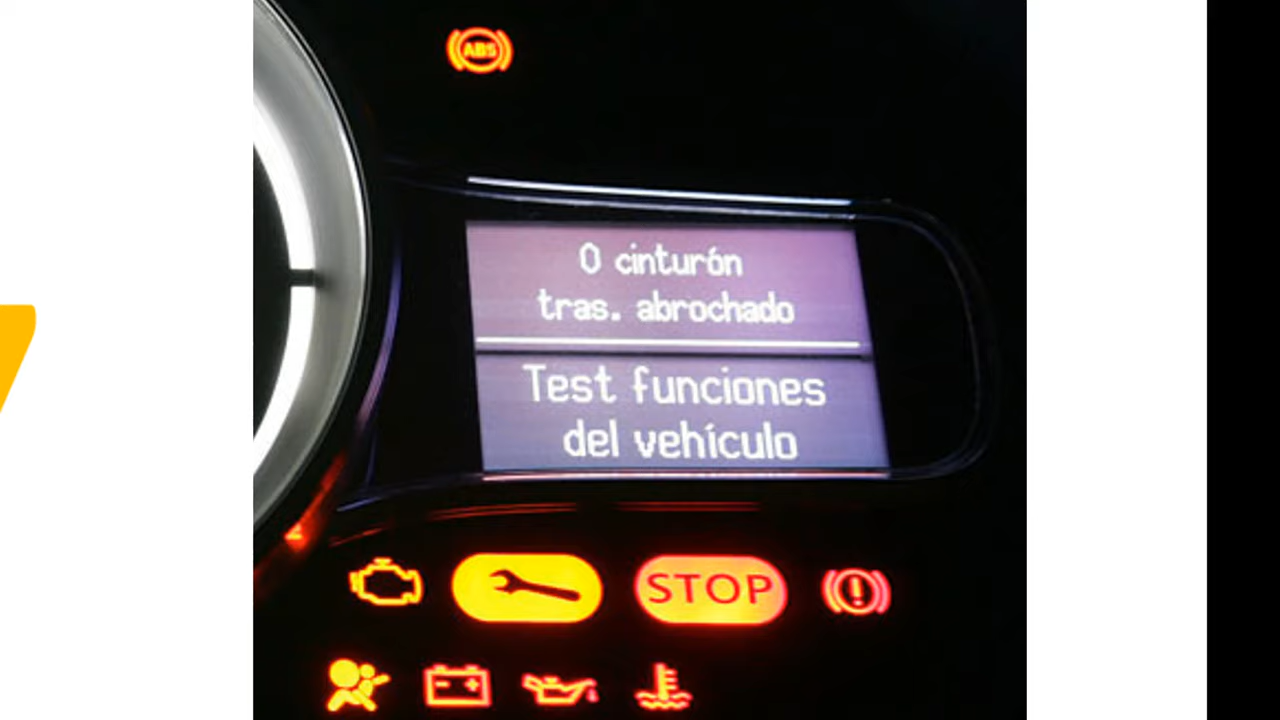 ABS
0 cinturón
tras. abrochado
Test funciones
del vehículo
STOP